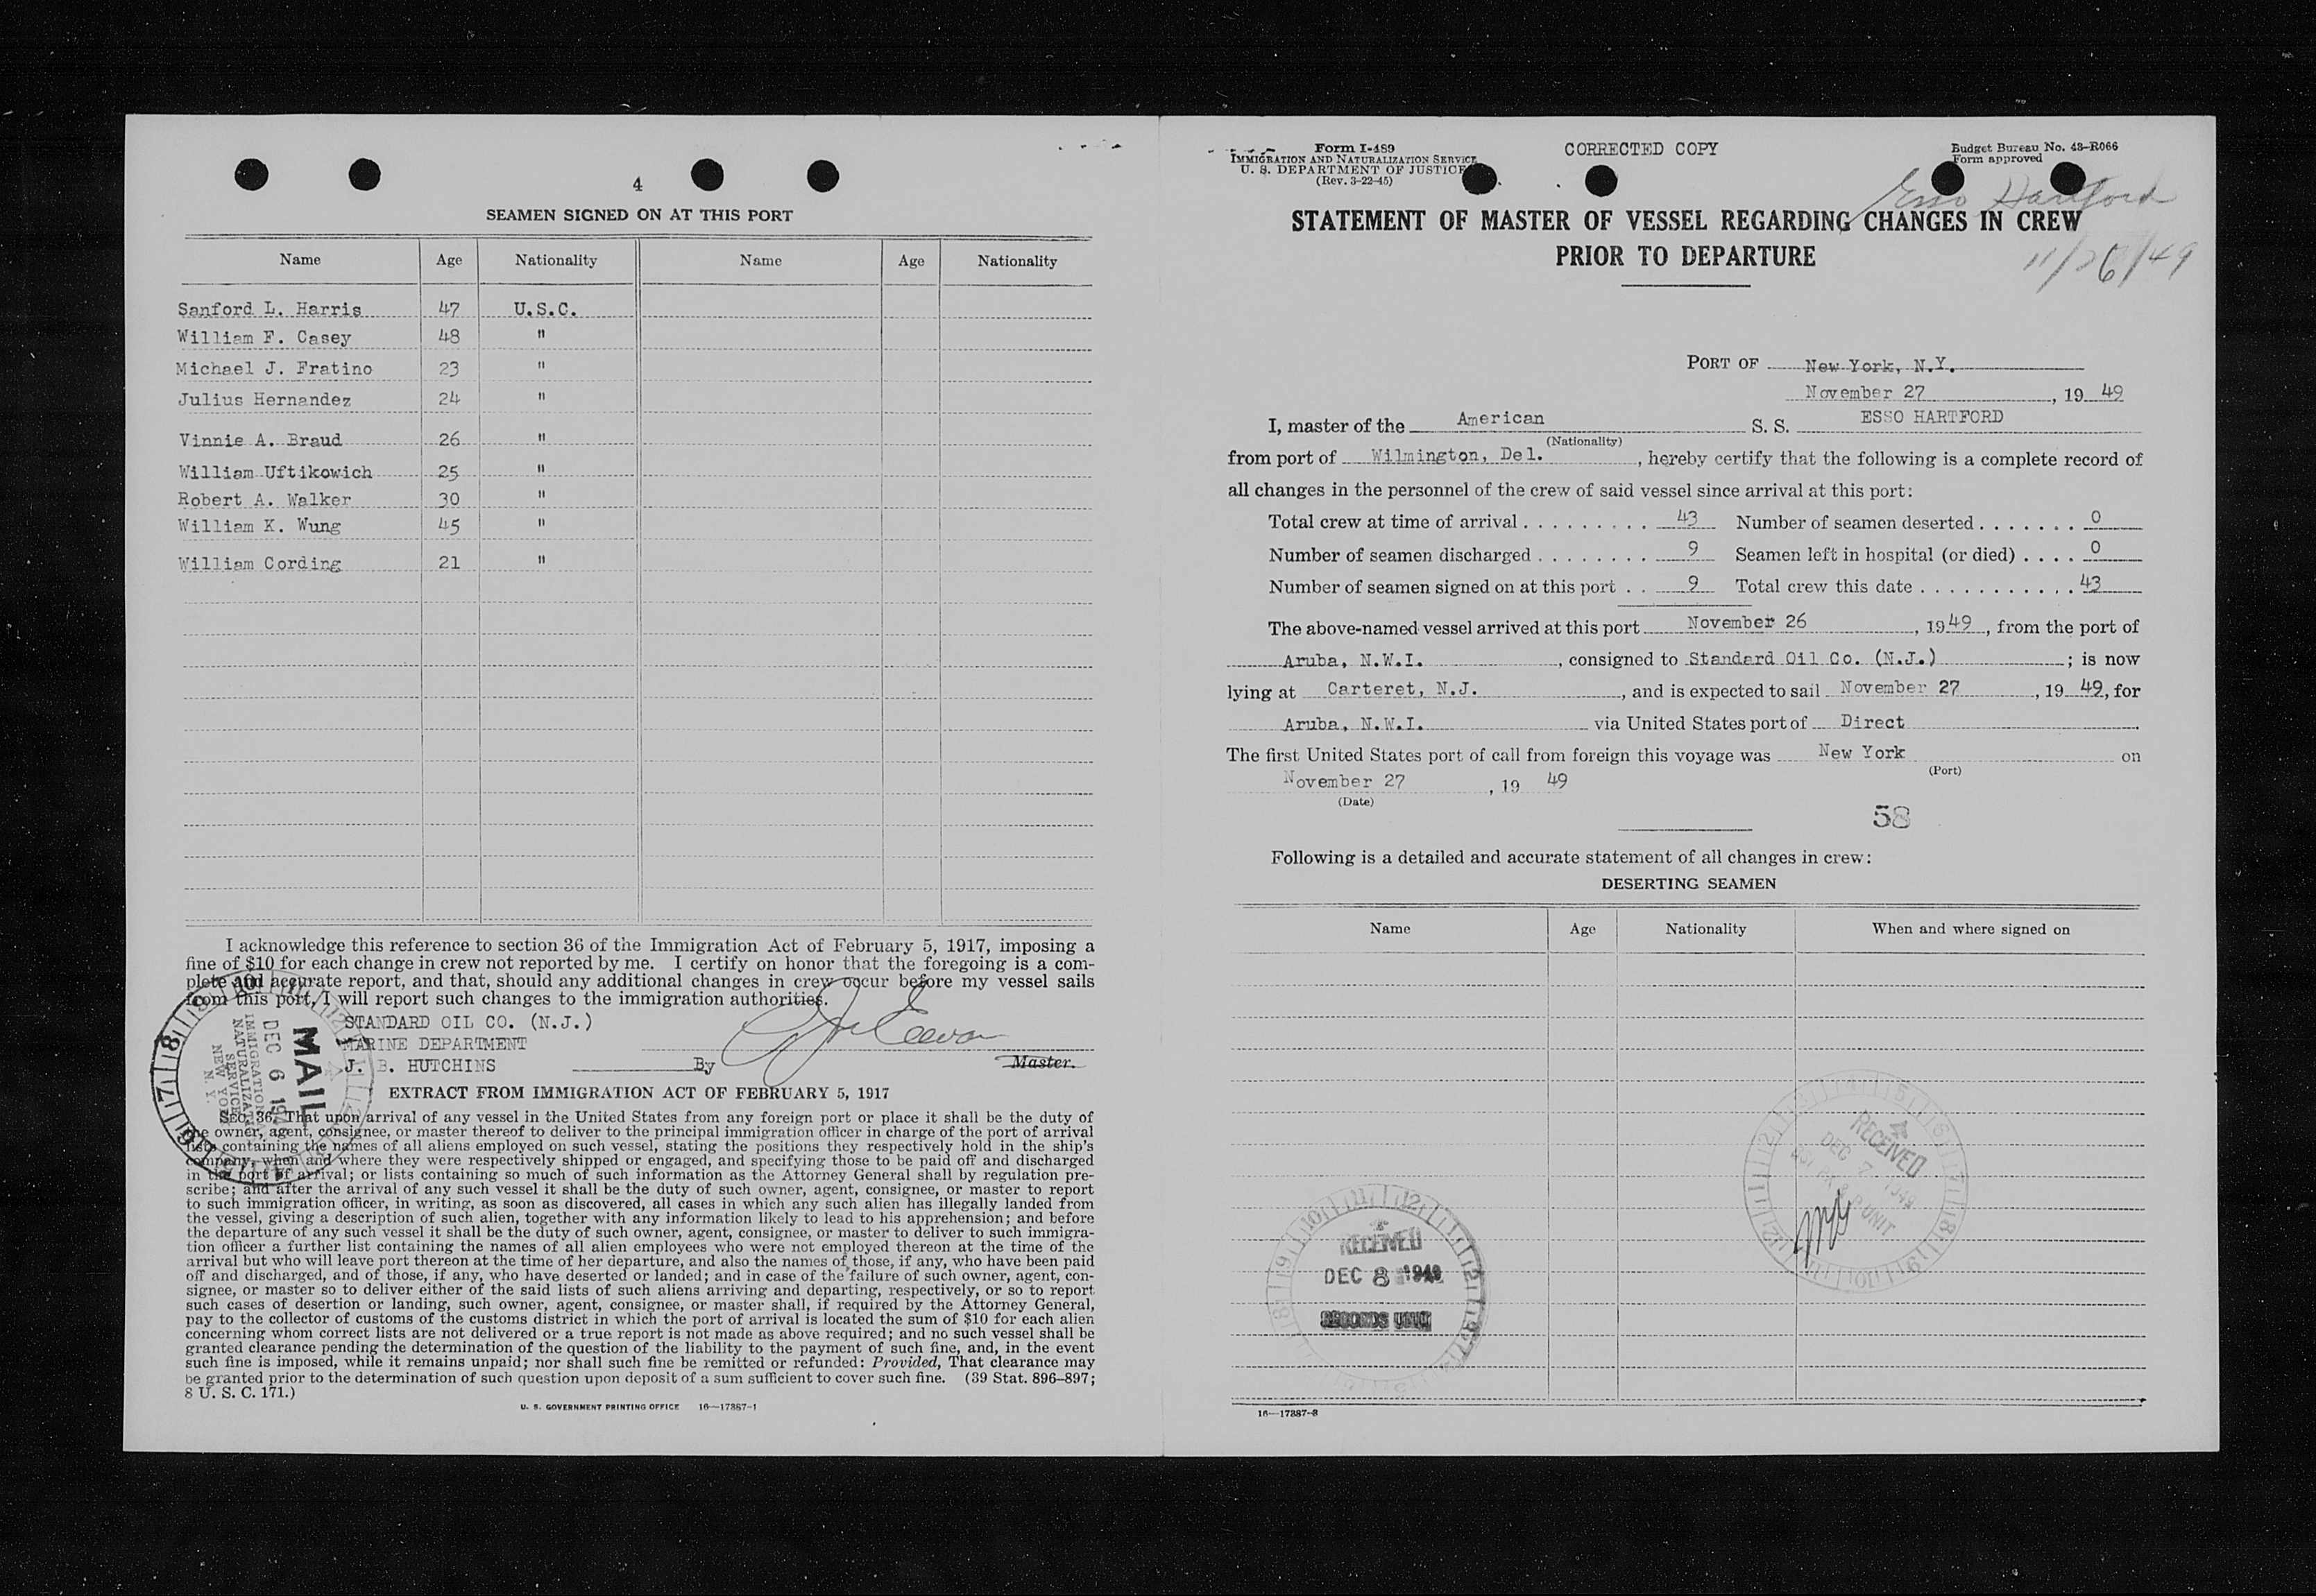 4
SEAMEN SIGNED ON AT THIS PORT
Name Age Nationality Name Age Nationality
Sanford L. Harris 47 U.S.C.
William F. Casey 48 "
Michael J. Fratino 23 "
Julius Hernandez 24 "
Vinnie A. Braud 26 "
William Uftikowich 25 "
Robert A. Walker 30 "
William K. Wung 45 "
William Cording 21 "
I acknowledge this reference to section 36 of the Immigration Act of February 5, 1917, imposing a
fine of $10 for each change in crew not reported by me. I certify on honor that the foregoing is a com-
plete and accurate report, and that, should any additional changes in crew occur before my vessel sails
from this port, I will report such changes to the immigration authorities.
STANDARD OIL CO. (N.J.)
MARINE DEPARTMENT
J. B. HUTCHINS By Master.
MAIL
DEC 6
IMMIGRATION
NATURALIZATION
SERVICE
NEW YORK
N. Y.
EXTRACT FROM IMMIGRATION ACT OF FEBRUARY 5, 1917
Sec. 36. That upon arrival of any vessel in the United States from any foreign port or place it shall be the duty of
the owner, agent, consignee, or master thereof to deliver to the principal immigration officer in charge of the port of arrival
lists containing the names of all aliens employed on such vessel, stating the positions they respectively hold in the ship's
company, when and where they were respectively shipped or engaged, and specifying those to be paid off and discharged
in the port of arrival; or lists containing so much of such information as the Attorney General shall by regulation pre-
scribe; and after the arrival of any such vessel it shall be the duty of such owner, agent, consignee, or master to report
to such immigration officer, in writing, as soon as discovered, all cases in which any such alien has illegally landed from
the vessel, giving a description of such alien, together with any information likely to lead to his apprehension; and before
the departure of any such vessel it shall be the duty of such owner, agent, consignee, or master to deliver to such immigra-
tion officer a further list containing the names of all alien employees who were not employed thereon at the time of the
arrival but who will leave port thereon at the time of her departure, and also the names of those, if any, who have been paid
off and discharged, and of those, if any, who have deserted or landed; and in case of the failure of such owner, agent, con-
signee, or master so to deliver either of the said lists of such aliens arriving and departing, respectively, or so to report
such cases of desertion or landing, such owner, agent, consignee, or master shall, if required by the Attorney General,
pay to the collector of customs of the customs district in which the port of arrival is located the sum of $10 for each alien
concerning whom correct lists are not delivered or a true report is not made as above required; and no such vessel shall be
granted clearance pending the determination of the question of the liability to the payment of such fine, and, in the event
such fine is imposed, while it remains unpaid; nor shall such fine be remitted or refunded: Provided, That clearance may
be granted prior to the determination of such question upon deposit of a sum sufficient to cover such fine. (39 Stat. 896–897;
8 U. S. C. 171.)
U. S. GOVERNMENT PRINTING OFFICE 16—17387-1
Form I-489
IMMIGRATION AND NATURALIZATION SERVICE
U. S. DEPARTMENT OF JUSTICE
(Rev. 3-22-45)
CORRECTED COPY
Budget Bureau No. 43-R066
Form approved
Esso Hartford
11/26/49
STATEMENT OF MASTER OF VESSEL REGARDING CHANGES IN CREW
PRIOR TO DEPARTURE
PORT OF New York, N.Y.
November 27, 19 49
I, master of the American S. S. ESSO HARTFORD
(Nationality)
from port of Wilmington, Del., hereby certify that the following is a complete record of
all changes in the personnel of the crew of said vessel since arrival at this port:
Total crew at time of arrival . . . . . . . . . 43 Number of seamen deserted . . . . . . . 0
Number of seamen discharged . . . . . . . . 9 Seamen left in hospital (or died) . . . . 0
Number of seamen signed on at this port . . 9 Total crew this date . . . . . . . . . . . 43
The above-named vessel arrived at this port November 26, 19 49, from the port of
Aruba, N.W.I., consigned to Standard Oil Co. (N.J.); is now
lying at Carteret, N.J., and is expected to sail November 27, 19 49, for
Aruba, N.W.I. via United States port of Direct
The first United States port of call from foreign this voyage was New York on
(Port)
November 27, 19 49
(Date)
58
Following is a detailed and accurate statement of all changes in crew:
DESERTING SEAMEN
Name Age Nationality When and where signed on
RECEIVED
DEC 7 1949
UNIT
RECEIVED
DEC 8 1949
RECORDS UNIT
16—17387-3